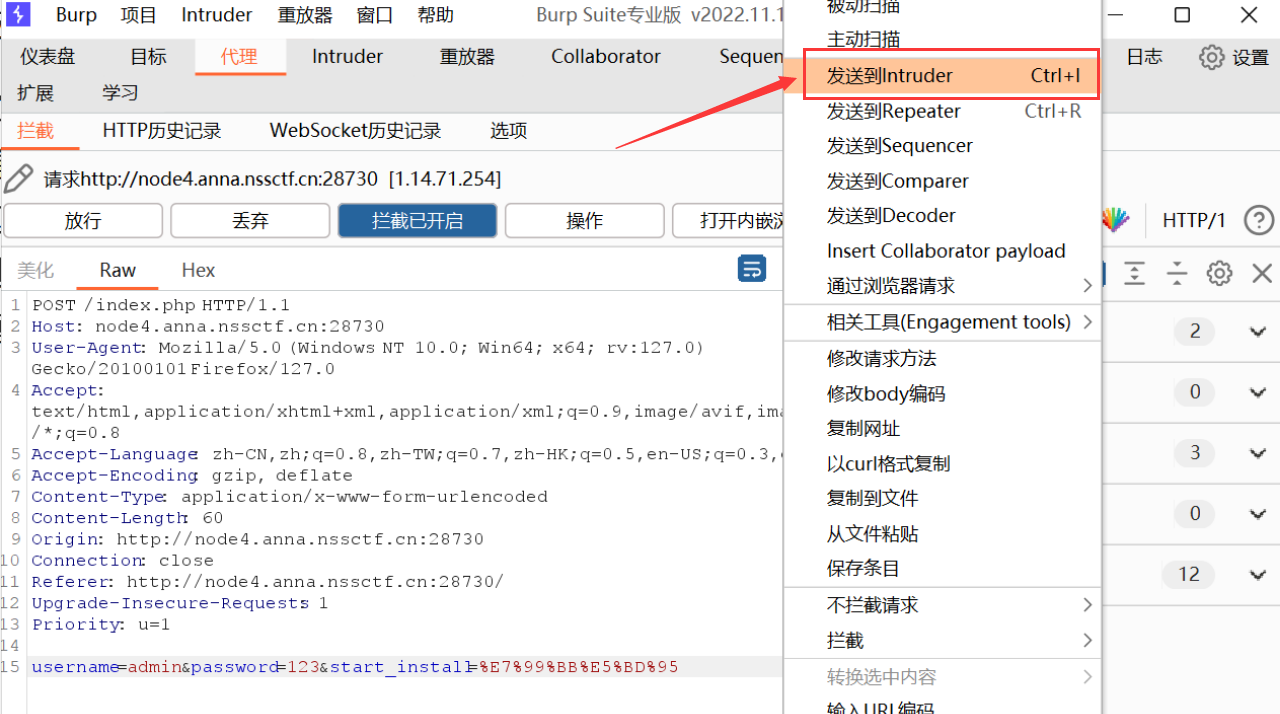 Burp 项目 Intruder 重放器 窗口 帮助 Burp Suite专业版 v2022.11.1
仪表盘 目标 代理 Intruder 重放器 Collaborator Sequen 日志 设置
扩展 学习
拦截 HTTP历史记录 WebSocket历史记录 选项
请求http://node4.anna.nssctf.cn:28730 [1.14.71.254]
放行 丢弃 拦截已开启 操作 打开内嵌浏 HTTP/1 ?
美化 Raw Hex
1 POST /index.php HTTP/1.1
2 Host: node4.anna.nssctf.cn:28730
3 User-Agent: Mozilla/5.0 (Windows NT 10.0; Win64; x64; rv:127.0)
Gecko/20100101 Firefox/127.0
4 Accept:
text/html,application/xhtml+xml,application/xml;q=0.9,image/avif,ima
/*;q=0.8
5 Accept-Language: zh-CN,zh;q=0.8,zh-TW;q=0.7,zh-HK;q=0.5,en-US;q=0.3,
6 Accept-Encoding: gzip, deflate
7 Content-Type: application/x-www-form-urlencoded
8 Content-Length: 60
9 Origin: http://node4.anna.nssctf.cn:28730
10 Connection: close
11 Referer: http://node4.anna.nssctf.cn:28730/
12 Upgrade-Insecure-Requests: 1
13 Priority: u=1
14
15 username=admin&password=123&start_install=%E7%99%BB%E5%BD%95
被动扫描
主动扫描
发送到Intruder Ctrl+I
发送到Repeater Ctrl+R
发送到Sequencer
发送到Comparer
发送到Decoder
Insert Collaborator payload
通过浏览器请求
相关工具(Engagement tools)
修改请求方法
修改body编码
复制网址
以curl格式复制
复制到文件
从文件粘贴
保存条目
不拦截请求
拦截
转换选中内容
输入URL编码
2
0
3
0
12